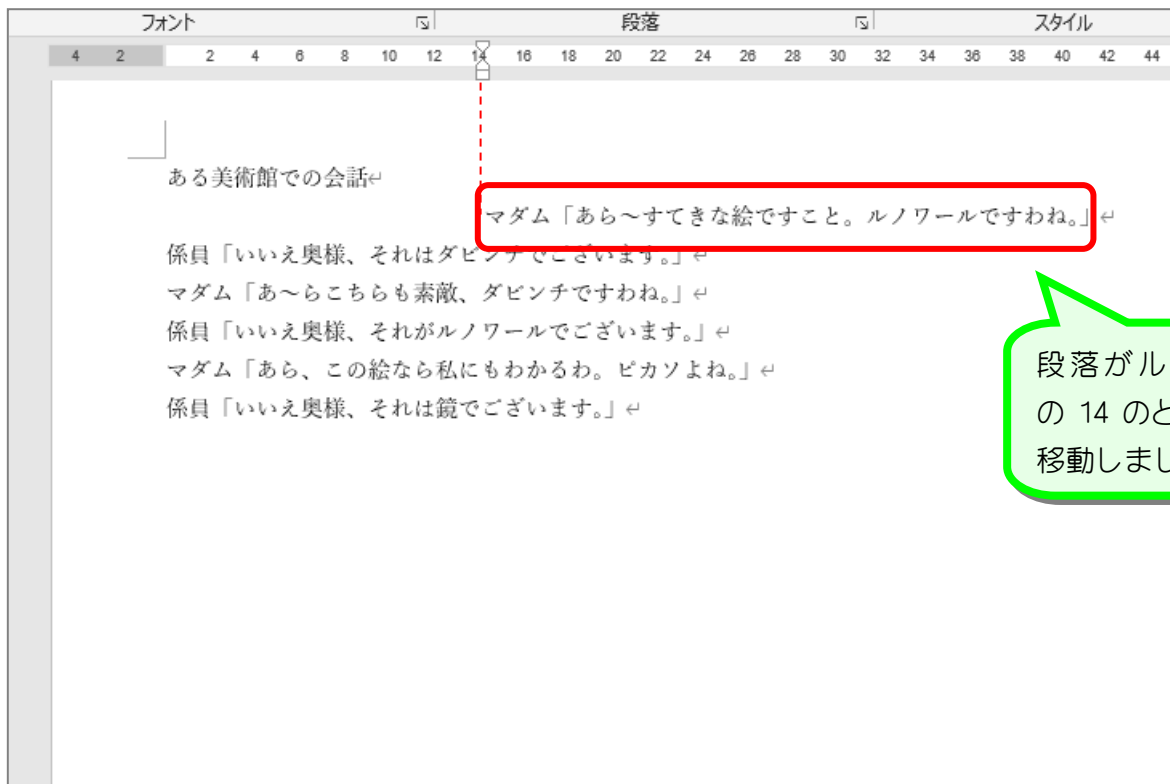 フォント 段落 スタイル
4 2 2 4 6 8 10 12 14 16 18 20 22 24 26 28 30 32 34 36 38 40 42 44
ある美術館での会話↵
マダム「あら～すてきな絵ですこと。ルノワールですわね。」↵
係員「いいえ奥様、それはダビンチでございます。」↵
マダム「あ～らこちらも素敵、ダビンチですわね。」↵
係員「いいえ奥様、それがルノワールでございます。」↵
マダム「あら、この絵なら私にもわかるわ。ピカソよね。」↵
係員「いいえ奥様、それは鏡でございます。」↵
段落がル
の 14 のと
移動しまし